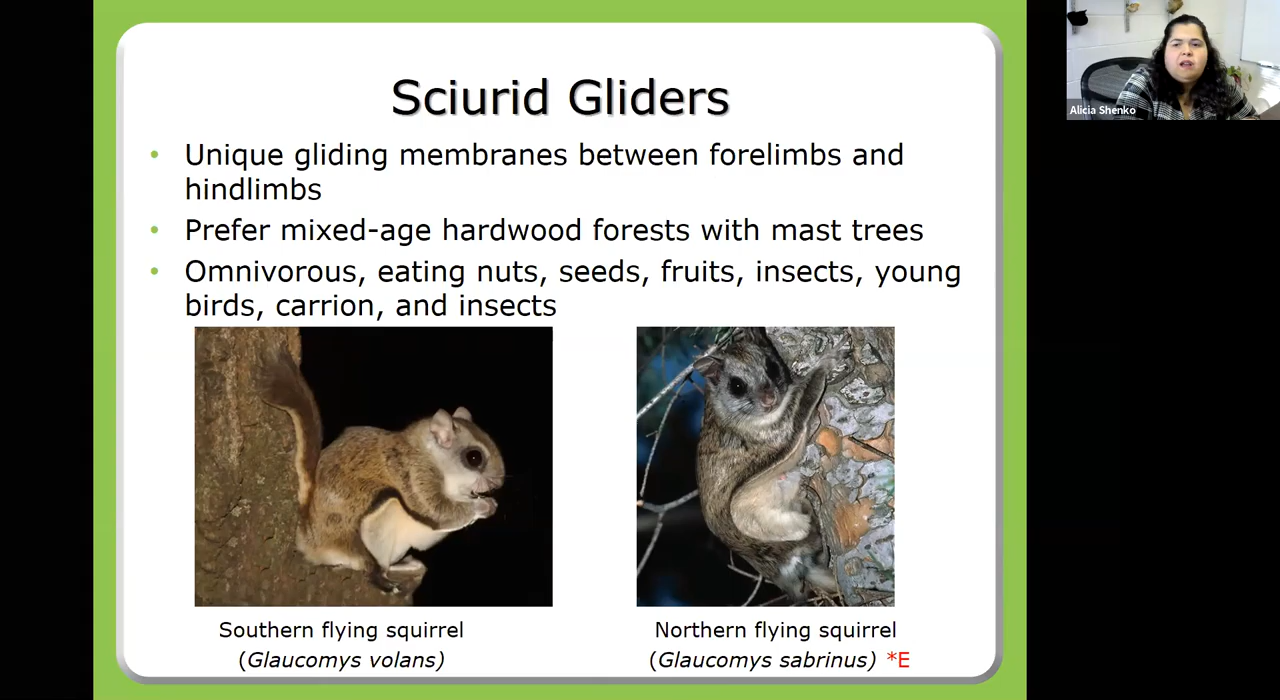 Sciurid Gliders
• Unique gliding membranes between forelimbs and
hindlimbs
• Prefer mixed-age hardwood forests with mast trees
• Omnivorous, eating nuts, seeds, fruits, insects, young
birds, carrion, and insects
Southern flying squirrel
(Glaucomys volans)
Northern flying squirrel
(Glaucomys sabrinus) *E
Alicia Shenko